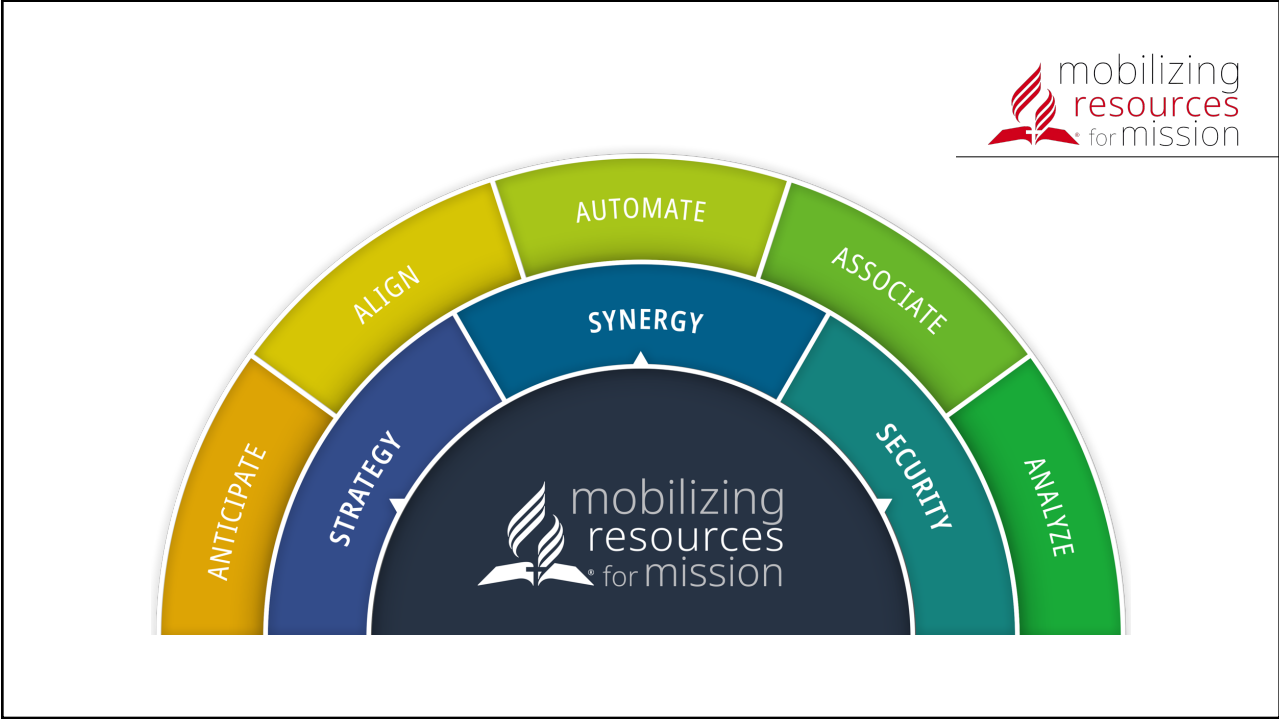 mobilizing
resources
® for mission
AUTOMATE
ALIGN
ASSOCIATE
SYNERGY
ANTICIPATE
STRATEGY
SECURITY
ANALYZE
mobilizing
resources
® for mission